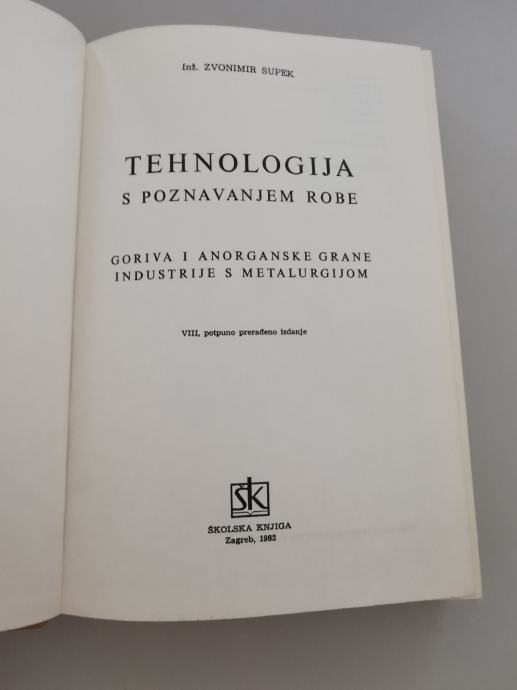 Inž. ZVONIMIR SUPEK
TEHNOLOGIJA
S POZNAVANJEM ROBE
GORIVA I ANORGANSKE GRANE
INDUSTRIJE S METALURGIJOM
VIII, potpuno prerađeno izdanje
ŠK
ŠKOLSKA KNJIGA
Zagreb, 1962